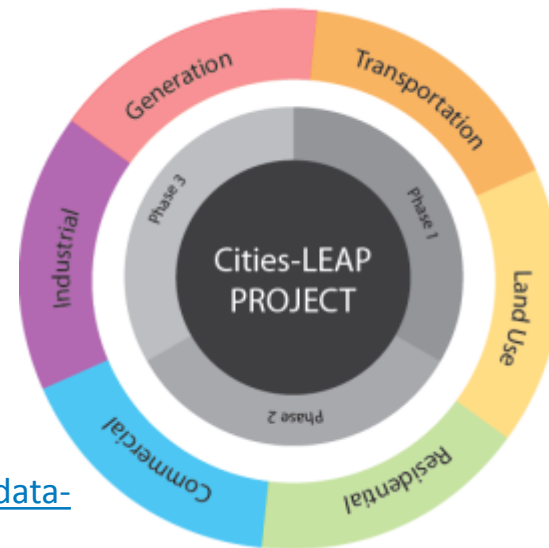 Generation
Transportation
Land Use
Residential
Commercial
Industrial
Phase 1
Phase 2
Phase 3
Cities-LEAP
PROJECT
data-